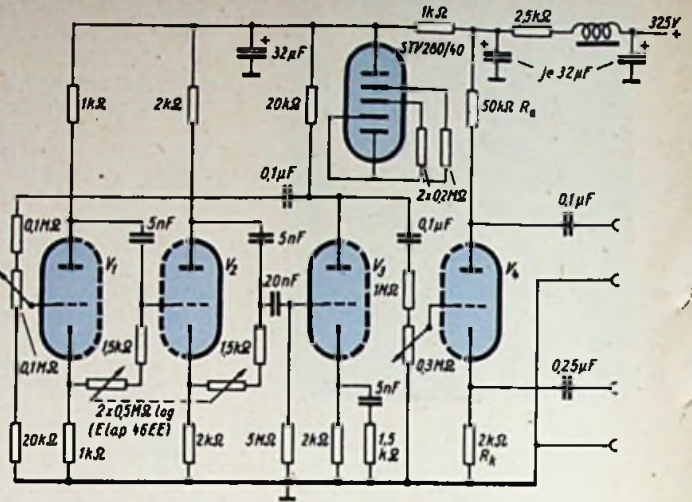 1kΩ
2,5kΩ
325V
+
+
32µF
STV280/40
+
+
je 32µF
1kΩ
2kΩ
20kΩ
50kΩ Ra
2x0,2MΩ
0,1µF
0,1µF
0,1MΩ
5nF
5nF
0,1µF
V1
V2
V3
V4
20nF
1MΩ
0,1MΩ
1,5kΩ
1,5kΩ
0,3MΩ
0,25µF
5nF
2x0,5MΩ log
(Elap 46EE)
20kΩ
1kΩ
2kΩ
5MΩ
2kΩ
1,5
kΩ
2kΩ
Rk